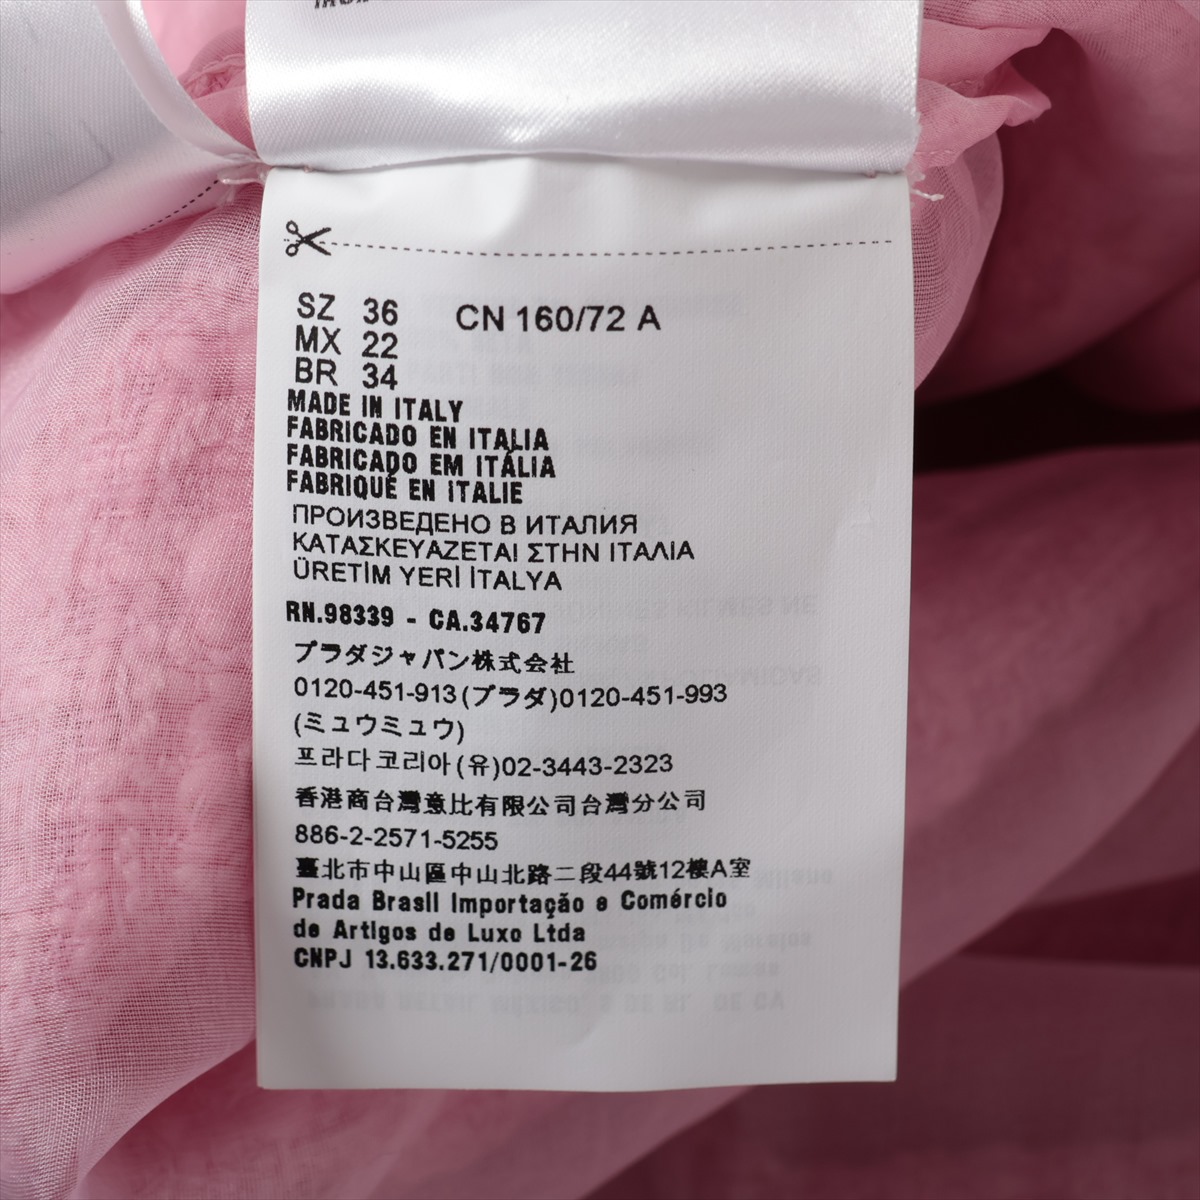 SZ 36 CN 160/72 A
MX 22
BR 34
MADE IN ITALY
FABRICADO EN ITALIA
FABRICADO EM ITÁLIA
FABRIQUÉ EN ITALIE
ПРОИЗВЕДЕНО В ИТАЛИЯ
ΚΑΤΑΣΚΕΥΑΖΕΤΑΙ ΣΤΗΝ ΙΤΑΛΙΑ
ÜRETİM YERİ İTALYA
RN.98339 - CA.34767
プラダジャパン株式会社
0120-451-913(プラダ)0120-451-993
(ミュウミュウ)
프라다코리아(유)02-3443-2323
香港商台灣意比有限公司台灣分公司
886-2-2571-5255
臺北市中山區中山北路二段44號12樓A室
Prada Brasil Importação e Comércio
de Artigos de Luxo Ltda
CNPJ 13.633.271/0001-26